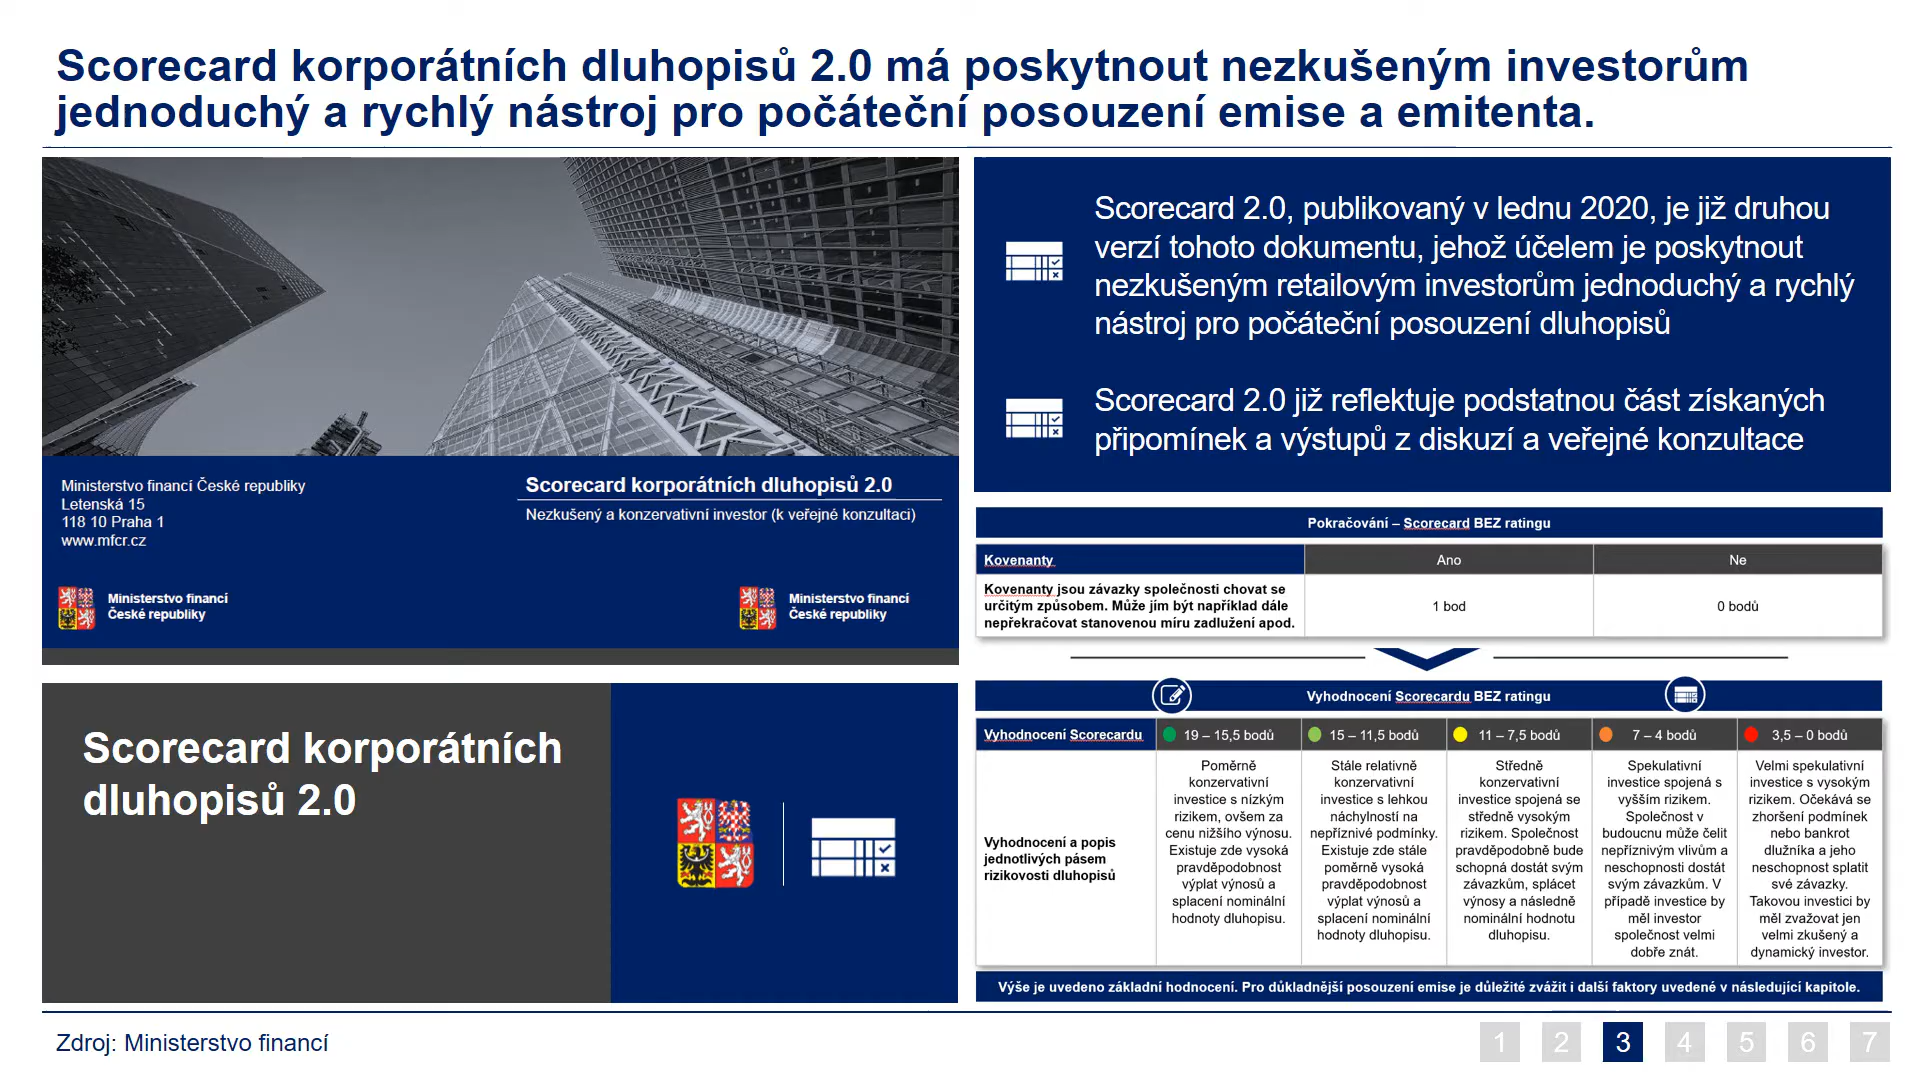 Scorecard korporátních dluhopisů 2.0 má poskytnout nezkušeným investorům
jednoduchý a rychlý nástroj pro počáteční posouzení emise a emitenta.
Ministerstvo financí České republiky
Letenská 15
118 10 Praha 1
www.mfcr.cz
Scorecard korporátních dluhopisů 2.0
Nezkušený a konzervativní investor (k veřejné konzultaci)
Ministerstvo financí
České republiky
Ministerstvo financí
České republiky
Scorecard korporátních
dluhopisů 2.0
Scorecard 2.0, publikovaný v lednu 2020, je již druhou
verzí tohoto dokumentu, jehož účelem je poskytnout
nezkušeným retailovým investorům jednoduchý a rychlý
nástroj pro počáteční posouzení dluhopisů
Scorecard 2.0 již reflektuje podstatnou část získaných
připomínek a výstupů z diskuzí a veřejné konzultace
Pokračování – Scorecard BEZ ratingu
Kovenanty
Ano
Ne
Kovenanty jsou závazky společnosti chovat se
určitým způsobem. Může jím být například dále
nepřekračovat stanovenou míru zadlužení apod.
1 bod
0 bodů
Vyhodnocení Scorecardu BEZ ratingu
Vyhodnocení Scorecardu
19 – 15,5 bodů
15 – 11,5 bodů
11 – 7,5 bodů
7 – 4 bodů
3,5 – 0 bodů
Vyhodnocení a popis
jednotlivých pásem
rizikovosti dluhopisů
Poměrně
konzervativní
investice s nízkým
rizikem, ovšem za
cenu nižšího výnosu.
Existuje zde vysoká
pravděpodobnost
výplat výnosů a
splacení nominální
hodnoty dluhopisu.
Stále relativně
konzervativní
investice s lehkou
náchylností na
nepříznivé podmínky.
Existuje zde stále
poměrně vysoká
pravděpodobnost
výplat výnosů a
splacení nominální
hodnoty dluhopisu.
Středně
konzervativní
investice spojená se
středně vysokým
rizikem. Společnost
pravděpodobně bude
schopná dostát svým
závazkům, splácet
výnosy a následně
nominální hodnotu
dluhopisu.
Spekulativní
investice spojená s
vyšším rizikem.
Společnost v
budoucnu může čelit
nepříznivým vlivům a
neschopnosti dostát
svým závazkům. V
případě investice by
měl investor
společnost velmi
dobře znát.
Velmi spekulativní
investice s vysokým
rizikem. Očekává se
zhoršení podmínek
nebo bankrot
dlužníka a jeho
neschopnost splatit
své závazky.
Takovou investici by
měl zvažovat jen
velmi zkušený a
dynamický investor.
Výše je uvedeno základní hodnocení. Pro důkladnější posouzení emise je důležité zvážit i další faktory uvedené v následující kapitole.
Zdroj: Ministerstvo financí
1 2 3 4 5 6 7